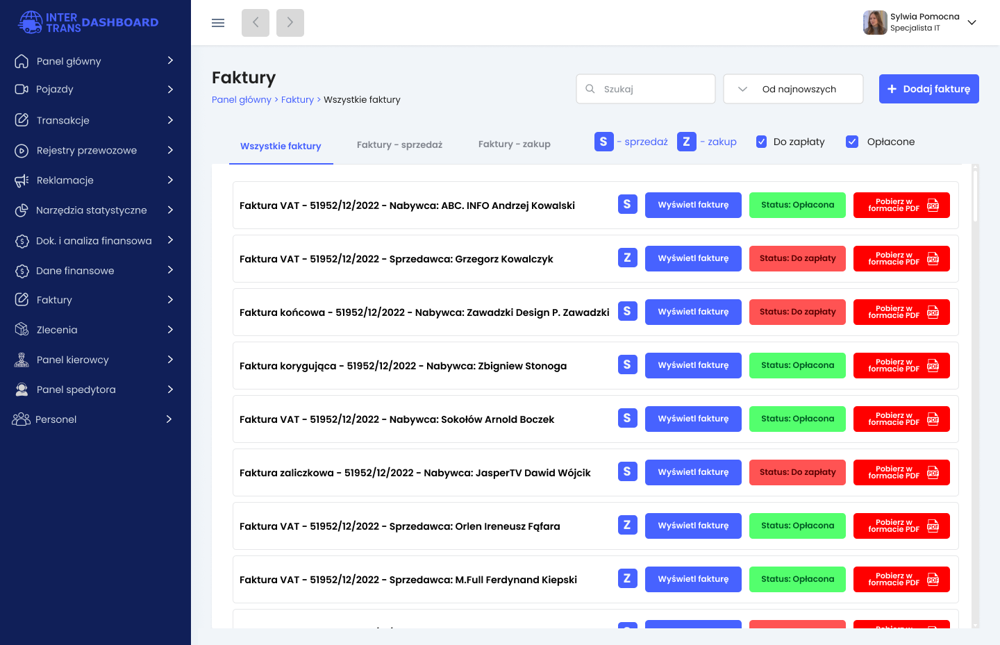 INTER
TRANS DASHBOARD
Sylwia Pomocna
Specjalista IT
Panel główny
Pojazdy
Transakcje
Rejestry przewozowe
Reklamacje
Narzędzia statystyczne
Dok. i analiza finansowa
Dane finansowe
Faktury
Zlecenia
Panel kierowcy
Panel spedytora
Personel
Faktury
Panel główny > Faktury > Wszystkie faktury
Szukaj
Od najnowszych
+ Dodaj fakturę
Wszystkie faktury
Faktury - sprzedaż
Faktury - zakup
S - sprzedaż
Z - zakup
Do zapłaty
Opłacone
Faktura VAT - 51952/12/2022 - Nabywca: ABC. INFO Andrzej Kowalski
S
Wyświetl fakturę
Status: Opłacona
Pobierz w
formacie PDF
PDF
Faktura VAT - 51952/12/2022 - Sprzedawca: Grzegorz Kowalczyk
Z
Wyświetl fakturę
Status: Do zapłaty
Pobierz w
formacie PDF
PDF
Faktura końcowa - 51952/12/2022 - Nabywca: Zawadzki Design P. Zawadzki
S
Wyświetl fakturę
Status: Do zapłaty
Pobierz w
formacie PDF
PDF
Faktura korygująca - 51952/12/2022 - Nabywca: Zbigniew Stonoga
S
Wyświetl fakturę
Status: Opłacona
Pobierz w
formacie PDF
PDF
Faktura VAT - 51952/12/2022 - Nabywca: Sokołów Arnold Boczek
S
Wyświetl fakturę
Status: Opłacona
Pobierz w
formacie PDF
PDF
Faktura zaliczkowa - 51952/12/2022 - Nabywca: JasperTV Dawid Wójcik
S
Wyświetl fakturę
Status: Do zapłaty
Pobierz w
formacie PDF
PDF
Faktura VAT - 51952/12/2022 - Sprzedawca: Orlen Ireneusz Fąfara
Z
Wyświetl fakturę
Status: Opłacona
Pobierz w
formacie PDF
PDF
Faktura VAT - 51952/12/2022 - Sprzedawca: M.Full Ferdynand Kiepski
Z
Wyświetl fakturę
Status: Opłacona
Pobierz w
formacie PDF
PDF